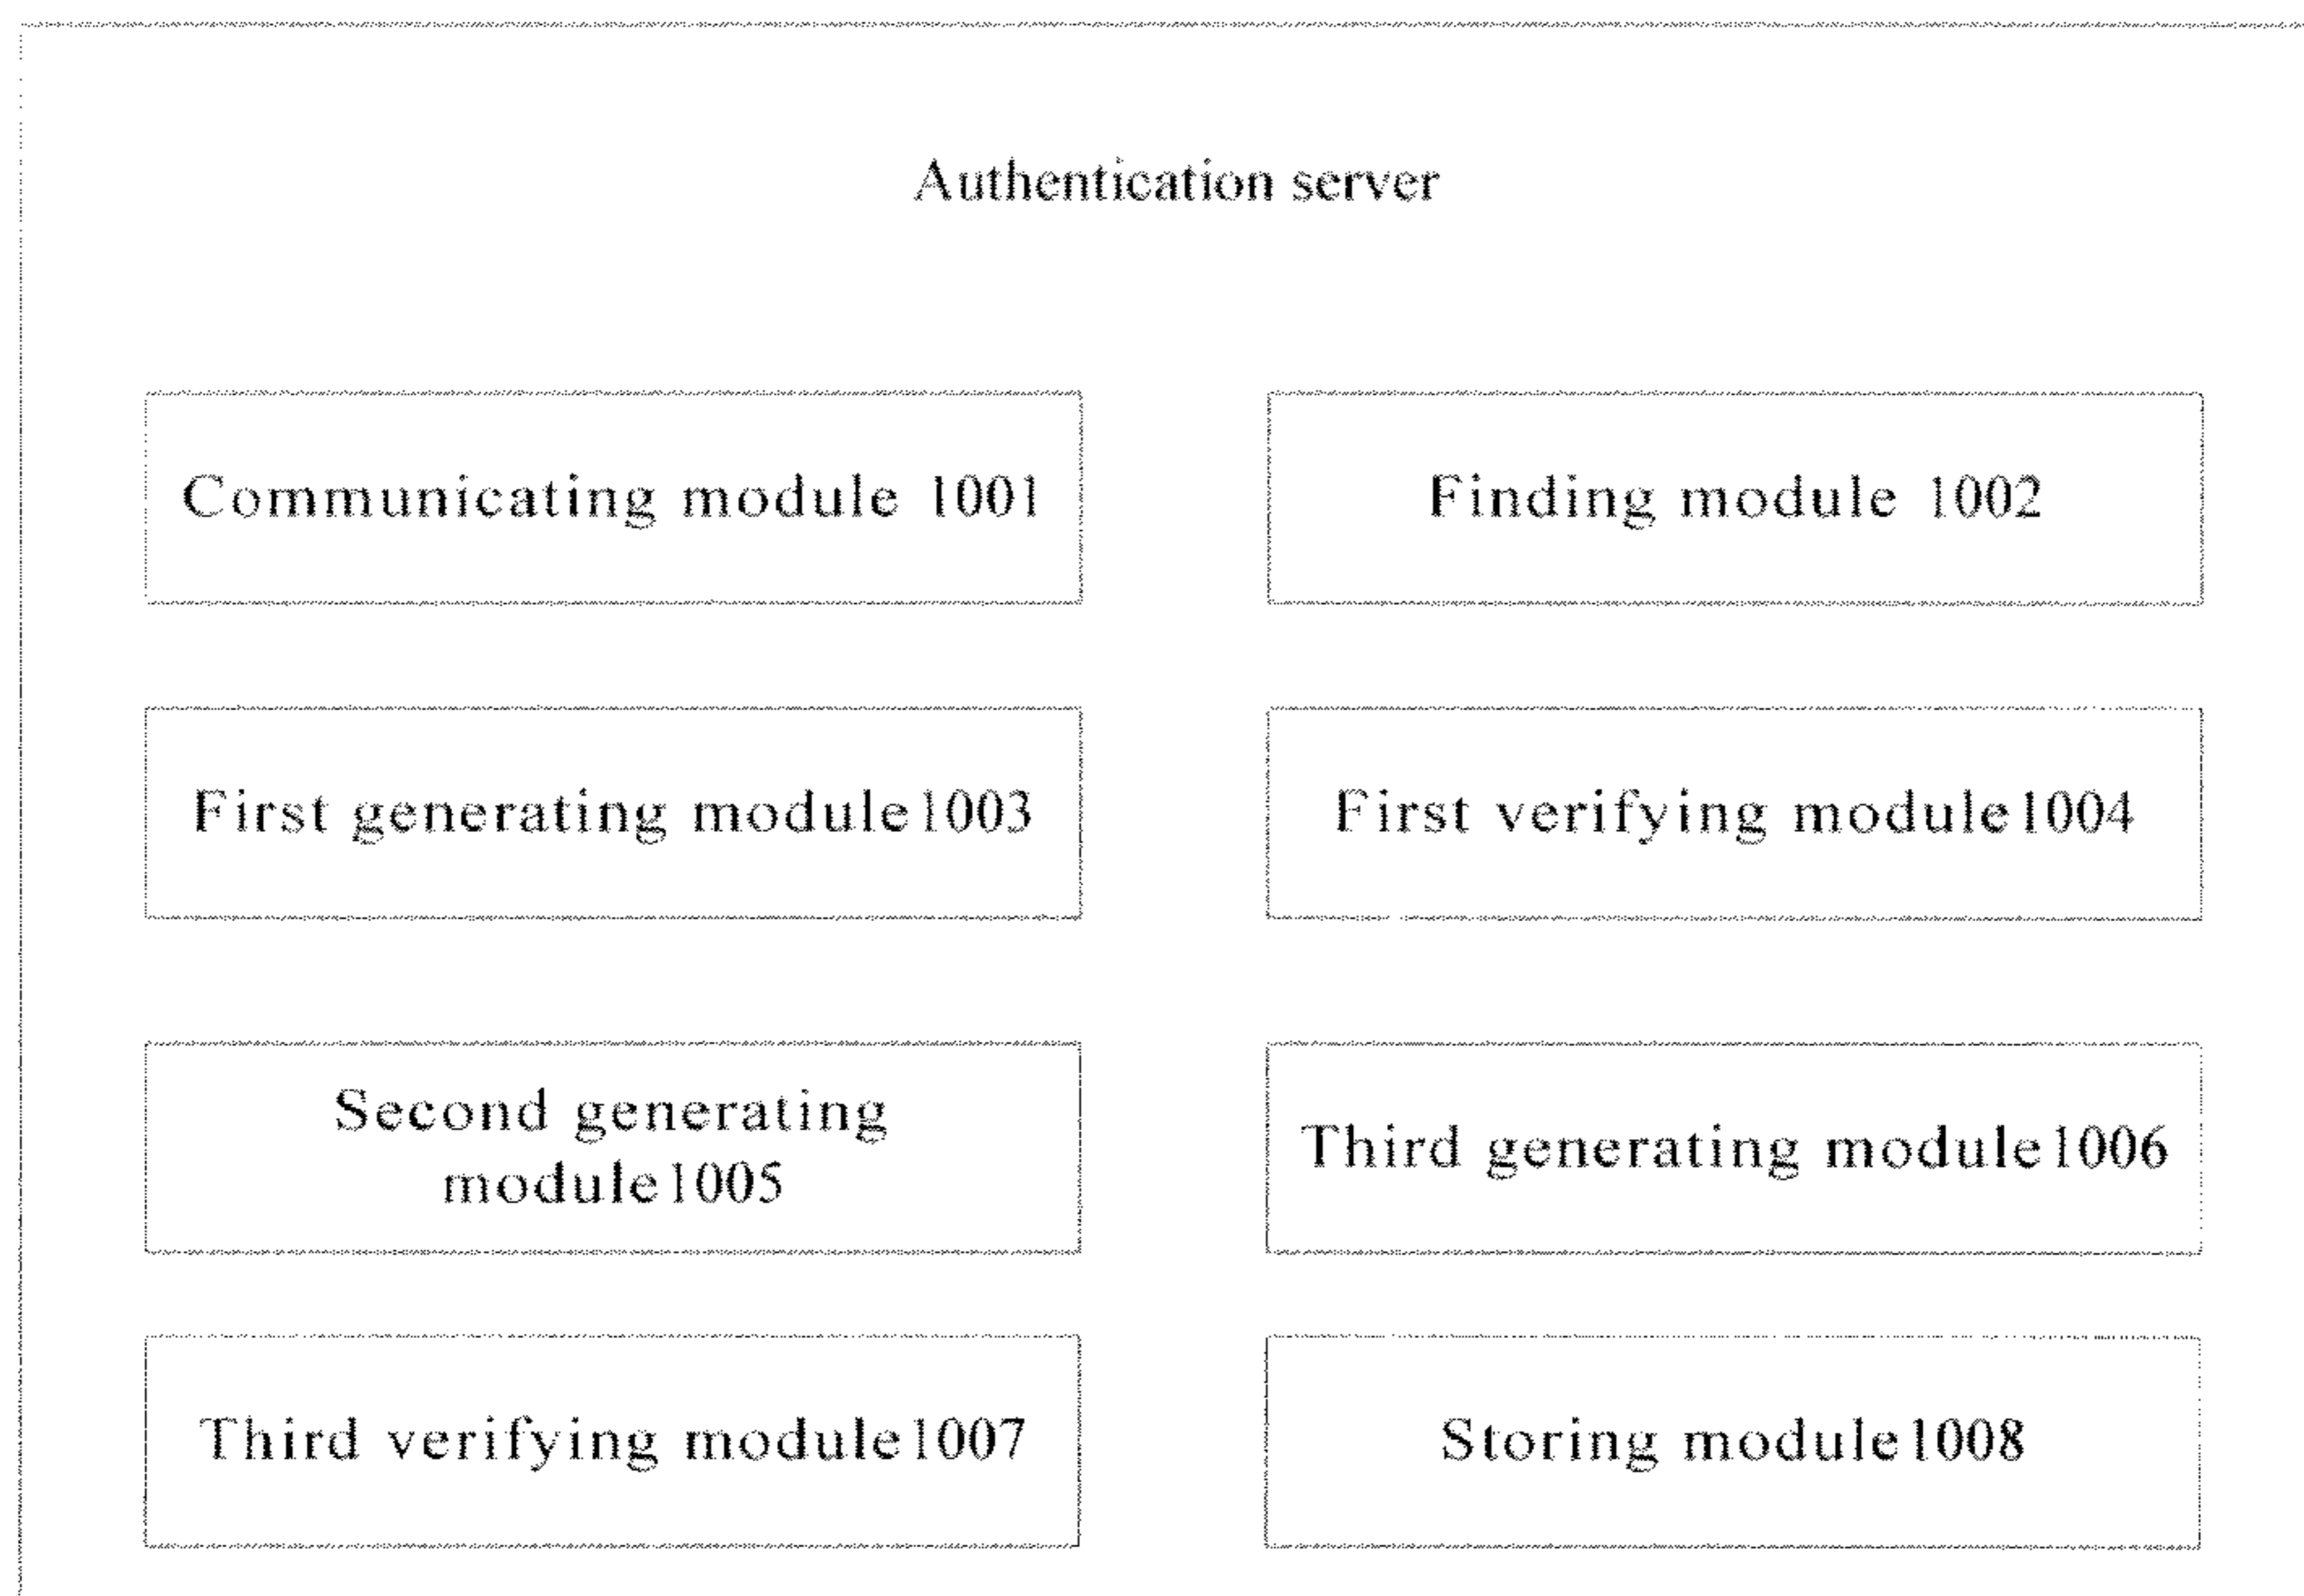 Authentication server
Communicating module 1001
Finding module 1002
First generating module1003
First verifying module1004
Second generating
module1005
Third generating module1006
Third verifying module1007
Storing module1008